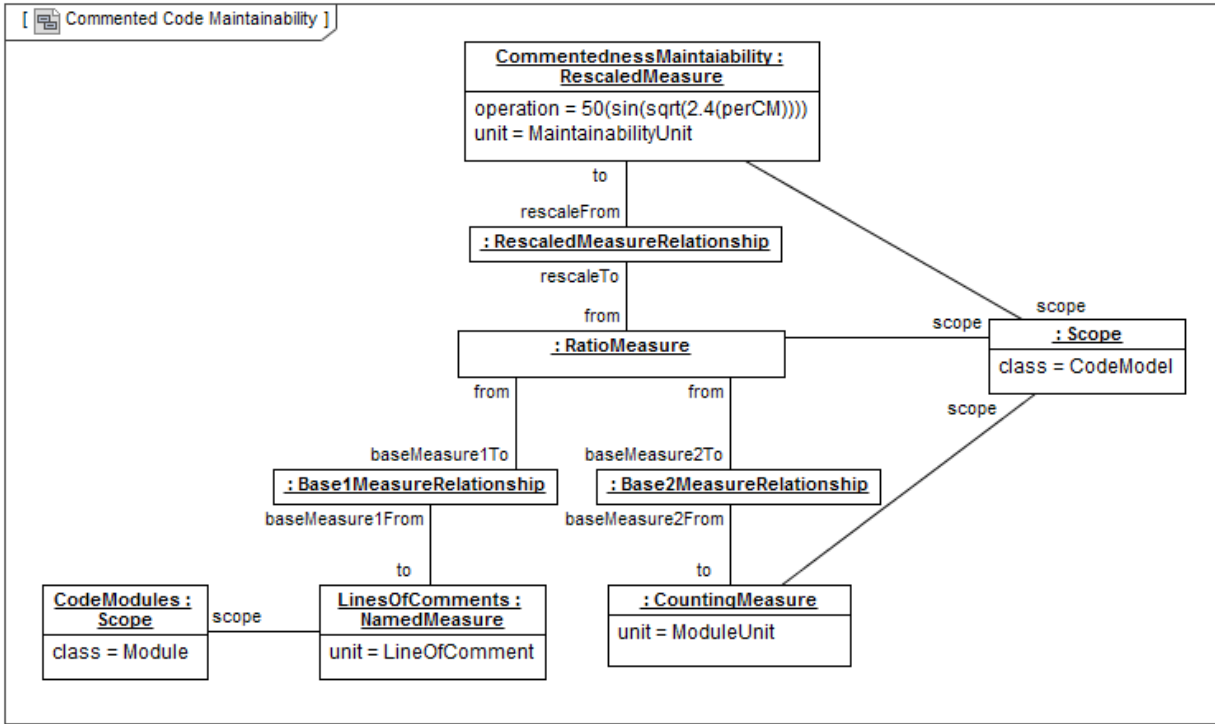 [ Commented Code Maintainability ]
CommentednessMaintaiability :
RescaledMeasure
operation = 50(sin(sqrt(2.4(perCM))))
unit = MaintainabilityUnit
to
rescaleFrom
: RescaledMeasureRelationship
rescaleTo
from
: RatioMeasure
scope
scope
: Scope
class = CodeModel
scope
from
from
baseMeasure1To
baseMeasure2To
: Base1MeasureRelationship
: Base2MeasureRelationship
baseMeasure1From
baseMeasure2From
to
to
CodeModules :
Scope
class = Module
scope
LinesOfComments :
NamedMeasure
unit = LineOfComment
: CountingMeasure
unit = ModuleUnit